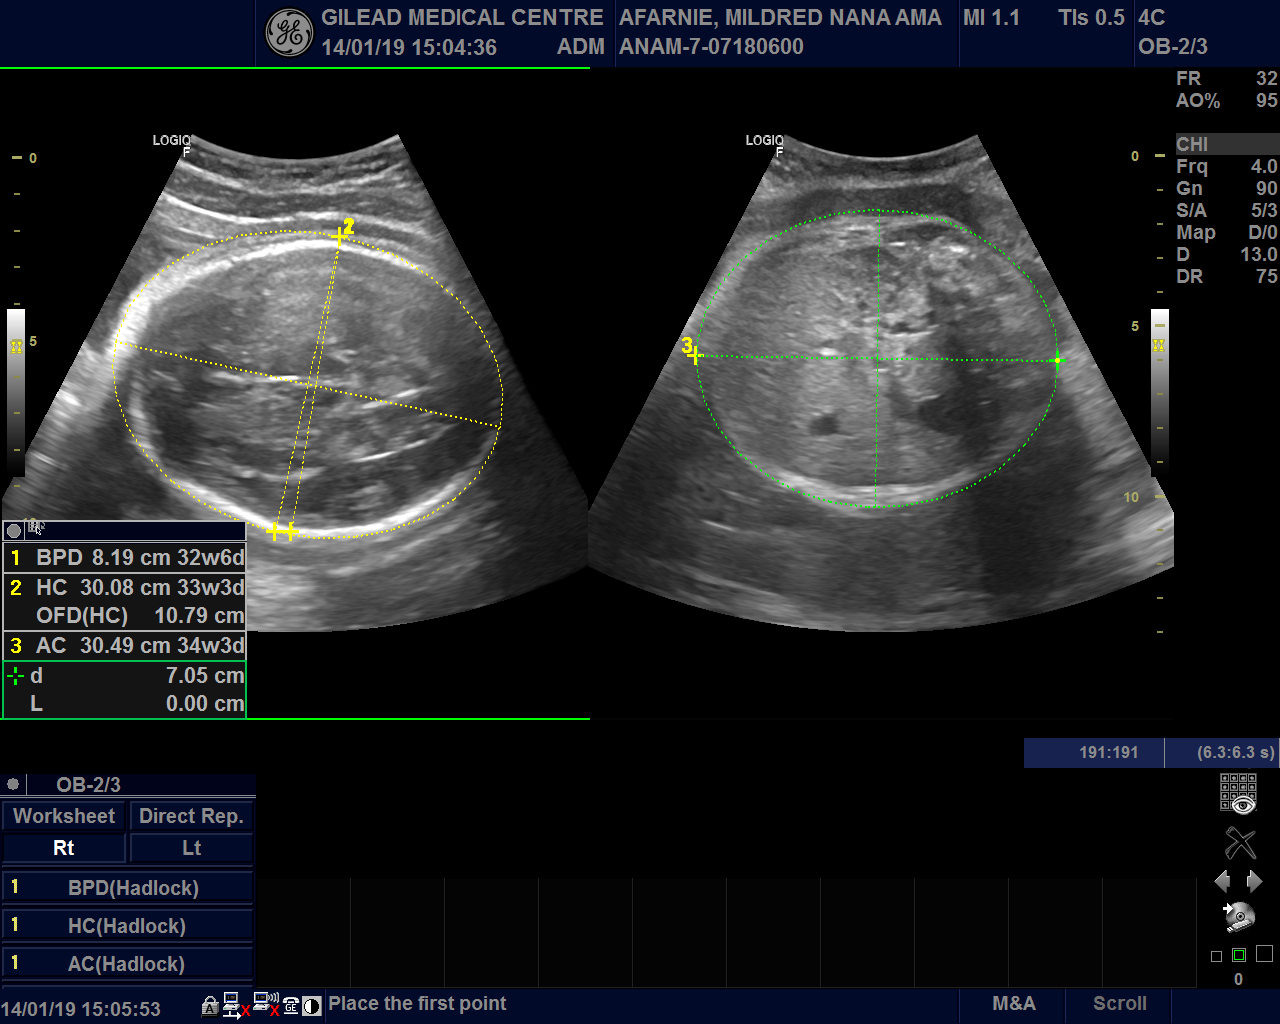 GILEAD MEDICAL CENTRE
14/01/19 15:04:36 ADM
AFARNIE, MILDRED NANA AMA
ANAM-7-07180600
MI 1.1 TIs 0.5
4C
OB-2/3
FR 32
AO% 95
CHI
Frq 4.0
Gn 90
S/A 5/3
Map D/0
D 13.0
DR 75
LOGIQ
F
0
5
LOGIQ
F
0
5
10
2
3
1 BPD 8.19 cm 32w6d
2 HC 30.08 cm 33w3d
OFD(HC) 10.79 cm
3 AC 30.49 cm 34w3d
d 7.05 cm
L 0.00 cm
191:191 (6.3:6.3 s)
OB-2/3
Worksheet Direct Rep.
Rt Lt
1 BPD(Hadlock)
1 HC(Hadlock)
1 AC(Hadlock)
0
14/01/19 15:05:53
Place the first point
M&A Scroll